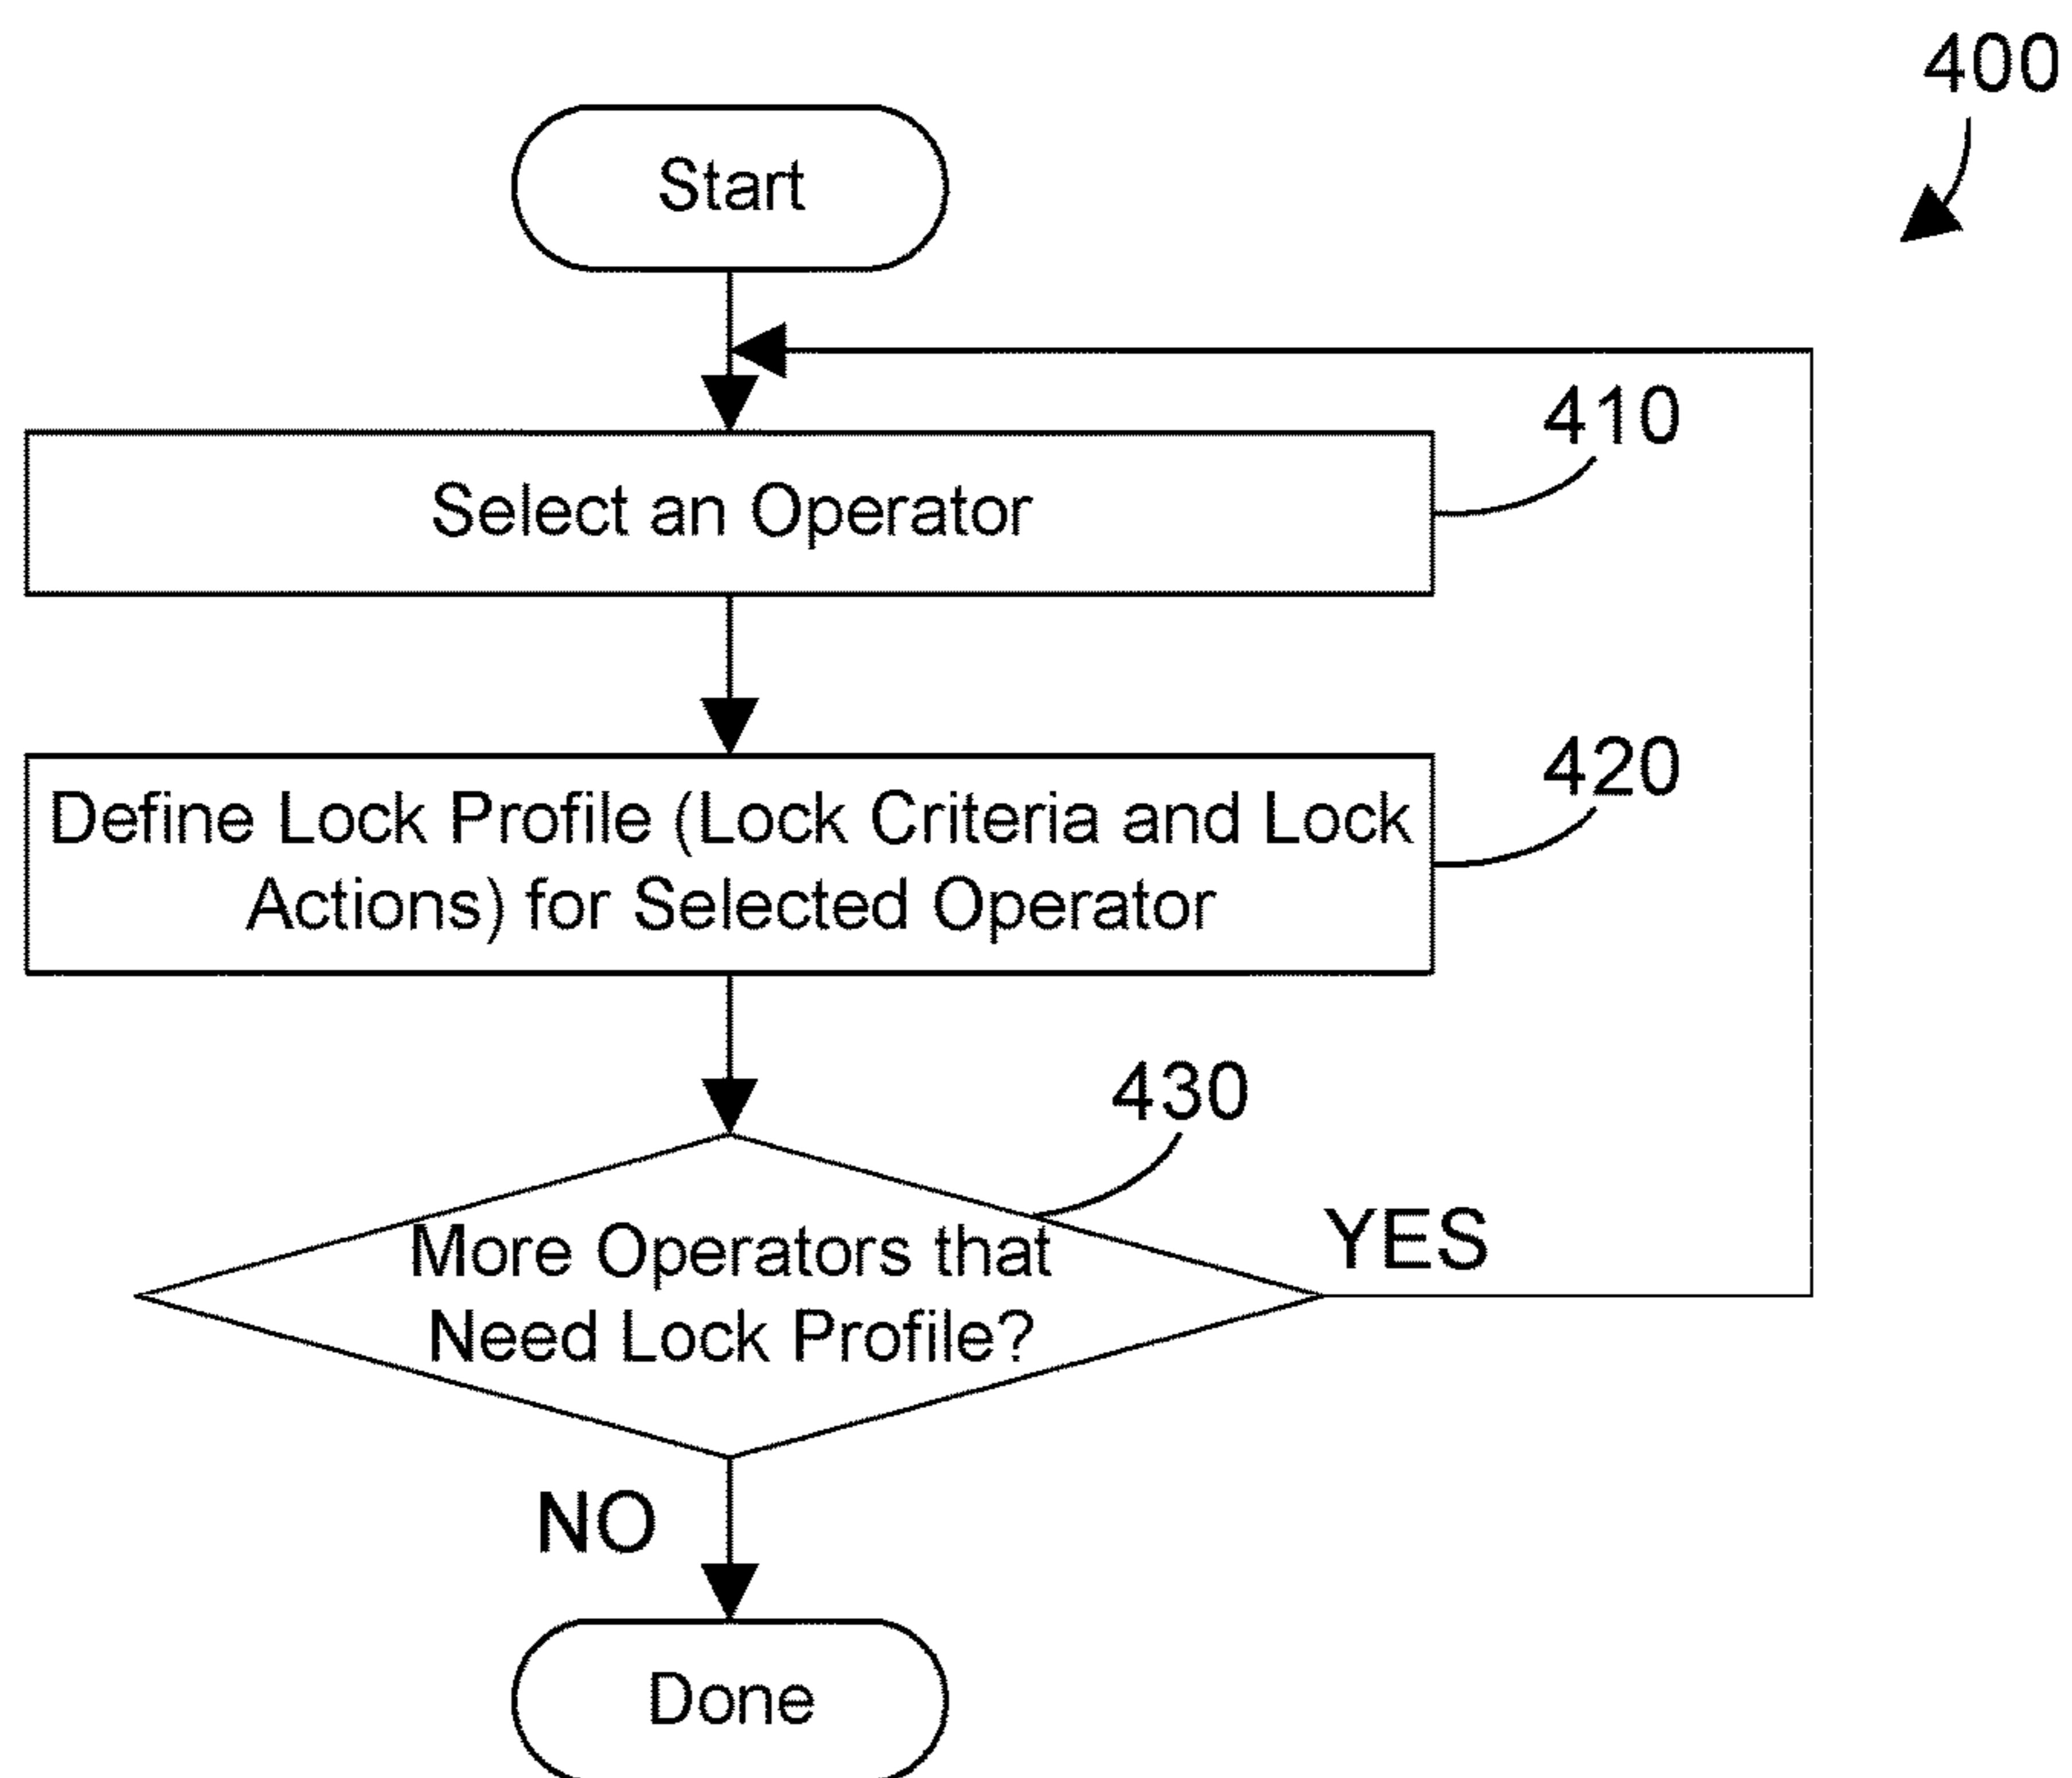 400
Start
410
Select an Operator
420
Define Lock Profile (Lock Criteria and Lock
Actions) for Selected Operator
430
More Operators that
Need Lock Profile?
YES
NO
Done